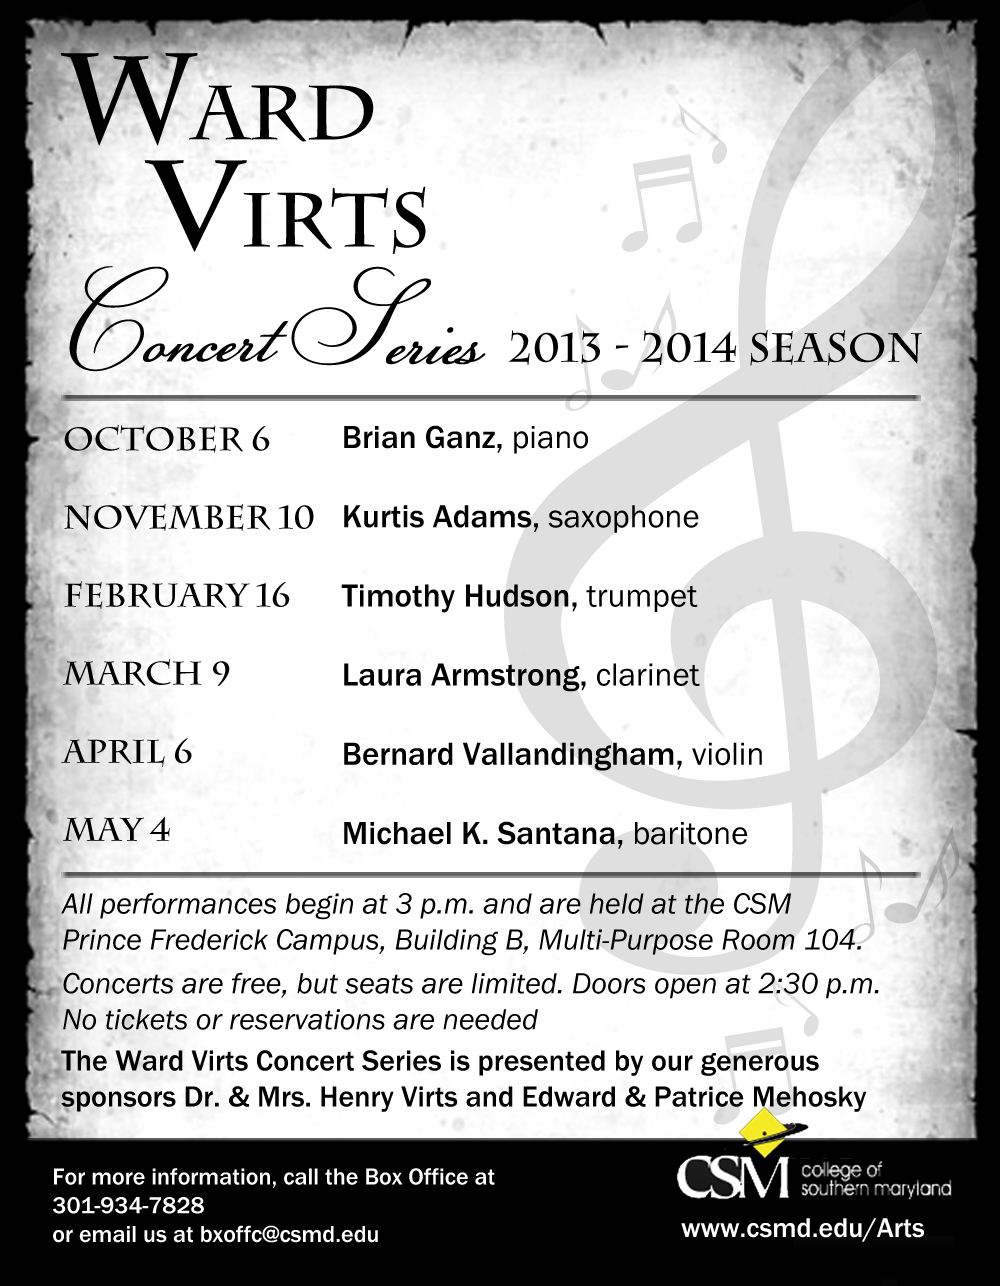 WARD
VIRTS
Concert Series 2013 - 2014 SEASON
OCTOBER 6 Brian Ganz, piano
NOVEMBER 10 Kurtis Adams, saxophone
FEBRUARY 16 Timothy Hudson, trumpet
MARCH 9 Laura Armstrong, clarinet
APRIL 6 Bernard Vallandingham, violin
MAY 4 Michael K. Santana, baritone
All performances begin at 3 p.m. and are held at the CSM
Prince Frederick Campus, Building B, Multi-Purpose Room 104.
Concerts are free, but seats are limited. Doors open at 2:30 p.m.
No tickets or reservations are needed
The Ward Virts Concert Series is presented by our generous
sponsors Dr. & Mrs. Henry Virts and Edward & Patrice Mehosky
For more information, call the Box Office at
301-934-7828
or email us at bxoffc@csmd.edu
CSM college of
southern maryland
www.csmd.edu/Arts